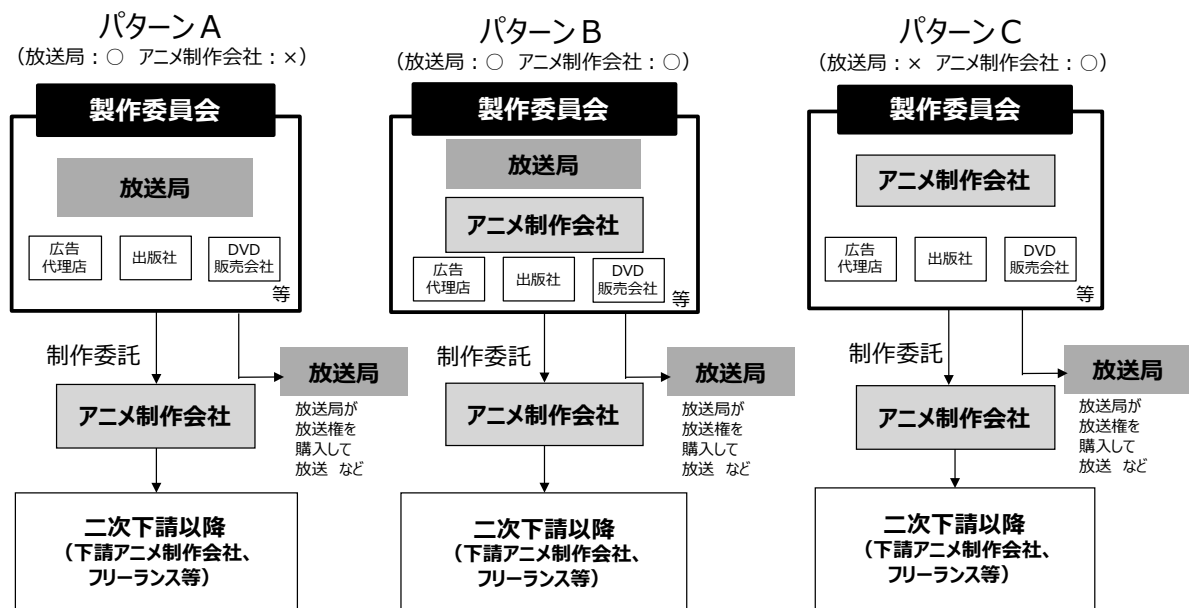 パターンA
（放送局：○ アニメ制作会社：×）
製作委員会
放送局
広告
代理店
出版社
DVD
販売会社
等
制作委託
アニメ制作会社
放送局
放送局が
放送権を
購入して
放送 など
二次下請以降
（下請アニメ制作会社、
フリーランス等）
パターンB
（放送局：○ アニメ制作会社：○）
製作委員会
放送局
アニメ制作会社
広告
代理店
出版社
DVD
販売会社
等
制作委託
アニメ制作会社
放送局
放送局が
放送権を
購入して
放送 など
二次下請以降
（下請アニメ制作会社、
フリーランス等）
パターンC
（放送局：× アニメ制作会社：○）
製作委員会
アニメ制作会社
広告
代理店
出版社
DVD
販売会社
等
制作委託
アニメ制作会社
放送局
放送局が
放送権を
購入して
放送 など
二次下請以降
（下請アニメ制作会社、
フリーランス等）